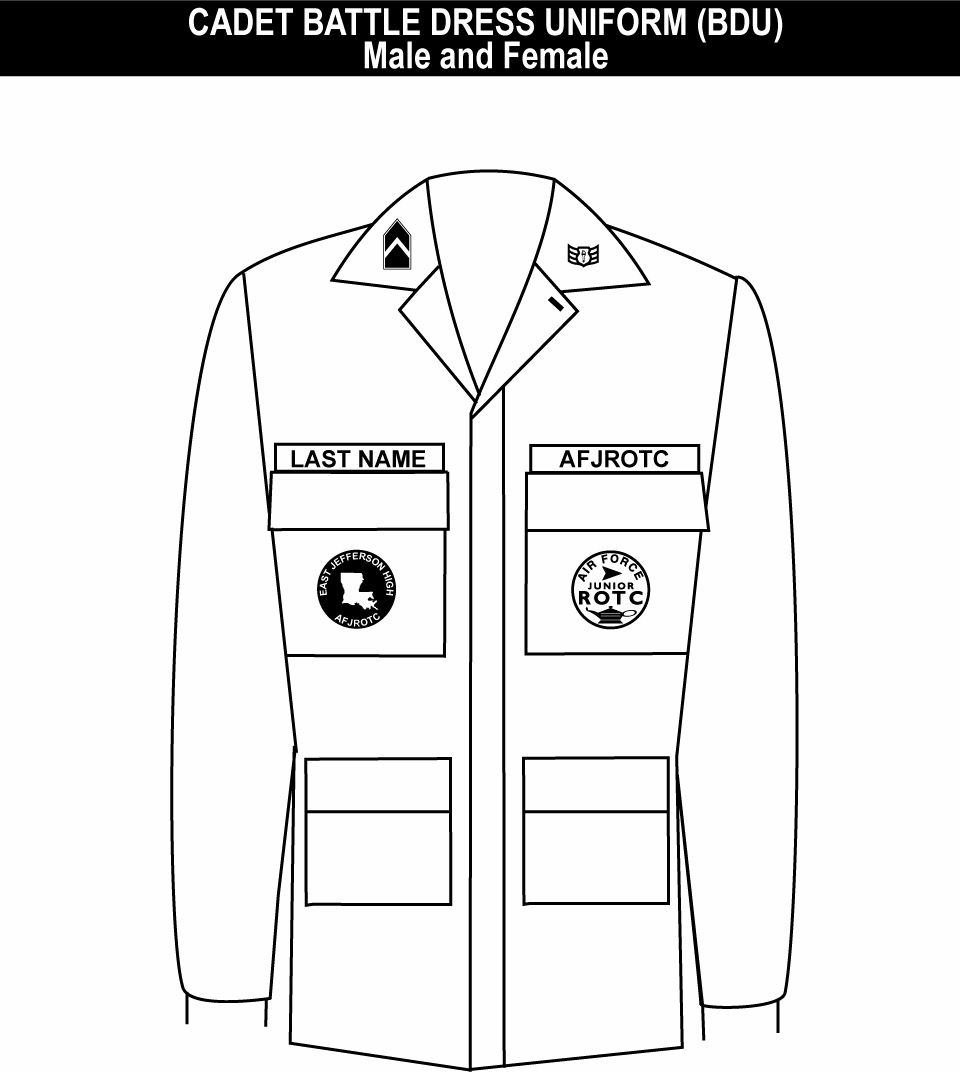 CADET BATTLE DRESS UNIFORM (BDU)
Male and Female
LAST NAME
AFJROTC
EAST JEFFERSON HIGH
AFJROTC
AIR FORCE
JUNIOR
ROTC